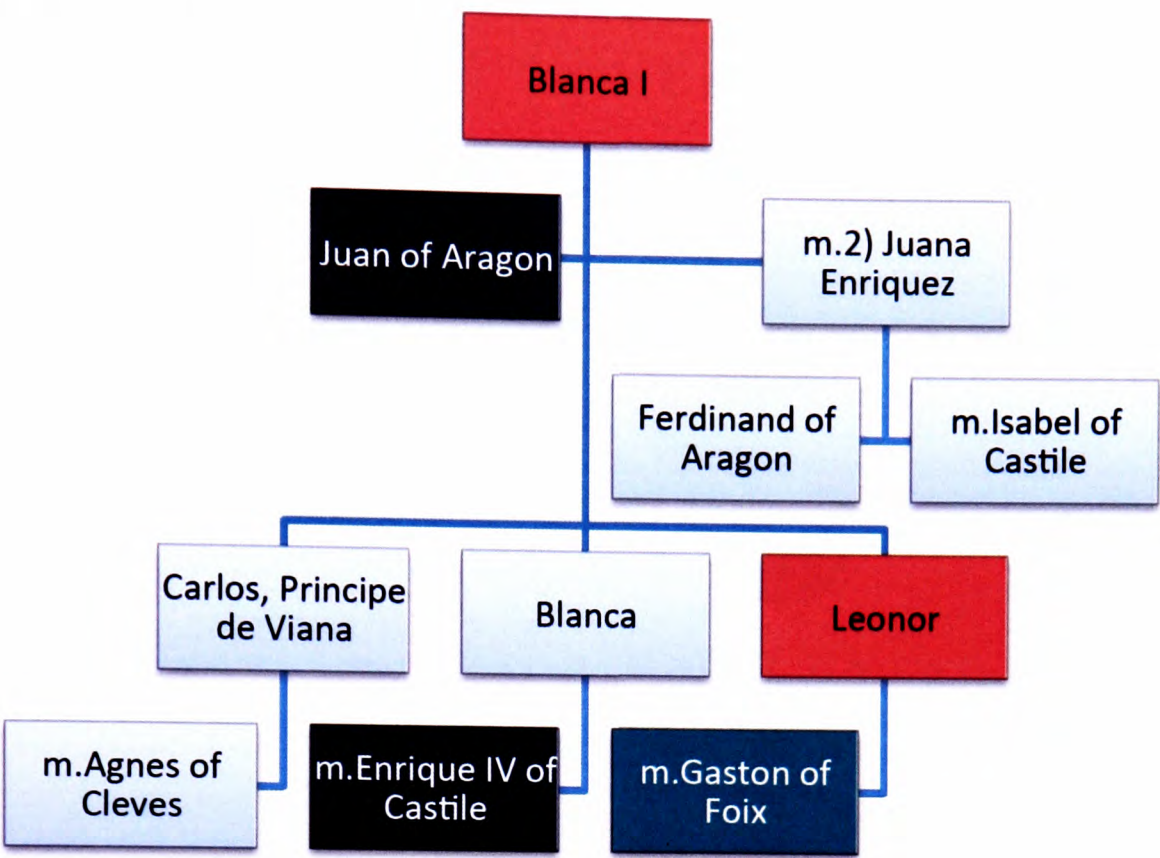 Blanca I
Juan of Aragon
m.2) Juana
Enriquez
Ferdinand of
Aragon
m.Isabel of
Castile
Carlos, Principe
de Viana
Blanca
Leonor
m.Agnes of
Cleves
m.Enrique IV of
Castile
m.Gaston of
Foix